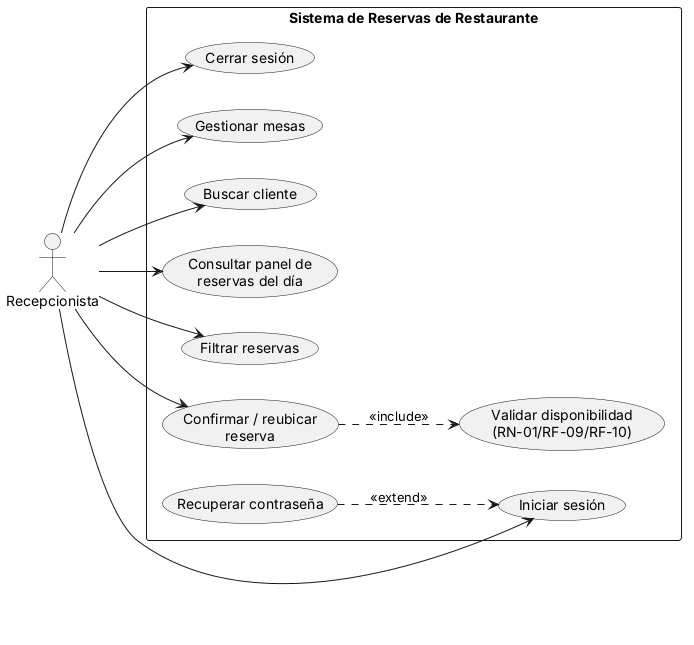 Sistema de Reservas de Restaurante
Cerrar sesión
Gestionar mesas
Buscar cliente
Consultar panel de
reservas del día
Recepcionista
Filtrar reservas
Confirmar / reubicar
reserva
«include»
Validar disponibilidad
(RN-01/RF-09/RF-10)
Recuperar contraseña
«extend»
Iniciar sesión